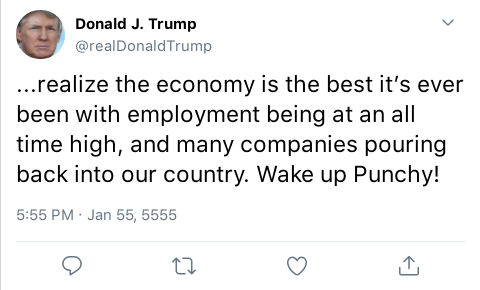 Donald J. Trump
@realDonaldTrump
...realize the economy is the best it’s ever
been with employment being at an all
time high, and many companies pouring
back into our country. Wake up Punchy!
5:55 PM · Jan 55, 5555